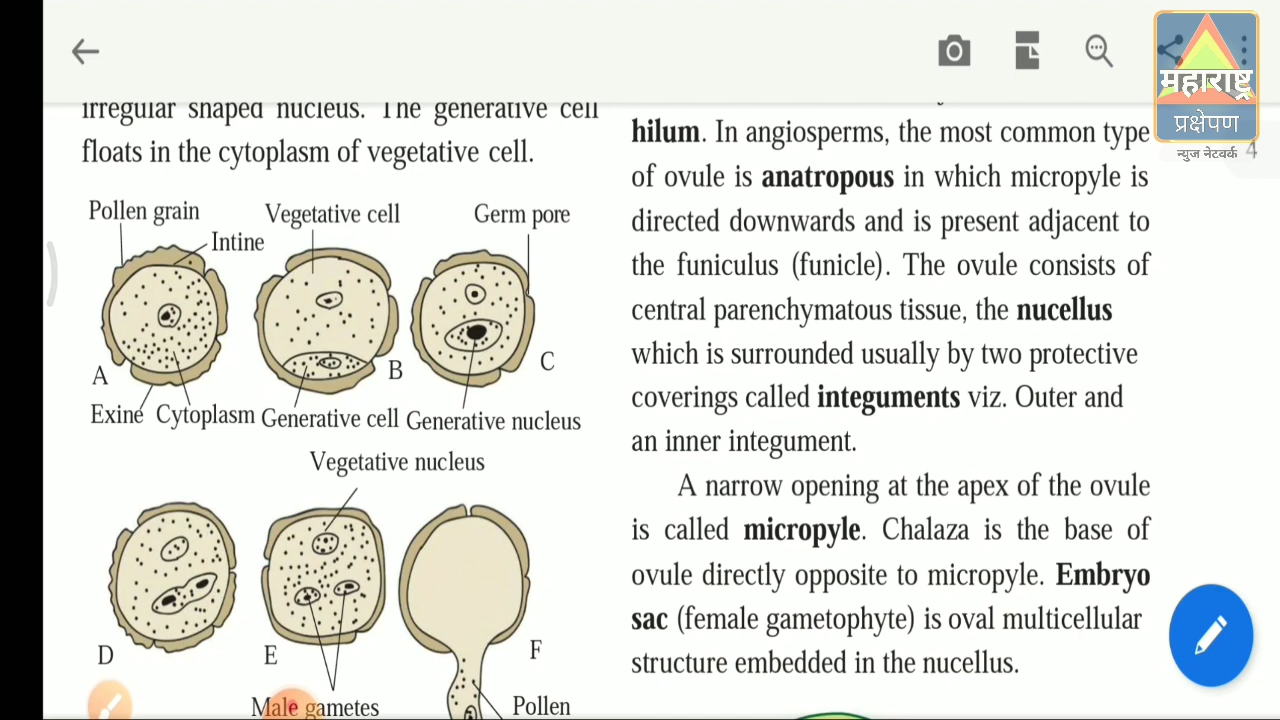 irregular shaped nucleus. The generative cell
floats in the cytoplasm of vegetative cell.
Pollen grain
Vegetative cell
Germ pore
Intine
A
B
C
Exine
Cytoplasm
Generative cell
Generative nucleus
Vegetative nucleus
D
E
F
Male gametes
Pollen
hilum. In angiosperms, the most common type
of ovule is anatropous in which micropyle is
directed downwards and is present adjacent to
the funiculus (funicle). The ovule consists of
central parenchymatous tissue, the nucellus
which is surrounded usually by two protective
coverings called integuments viz. Outer and
an inner integument.
A narrow opening at the apex of the ovule
is called micropyle. Chalaza is the base of
ovule directly opposite to micropyle. Embryo
sac (female gametophyte) is oval multicellular
structure embedded in the nucellus.
महाराष्ट्र
प्रक्षेपण
न्युज नेटवर्क
4